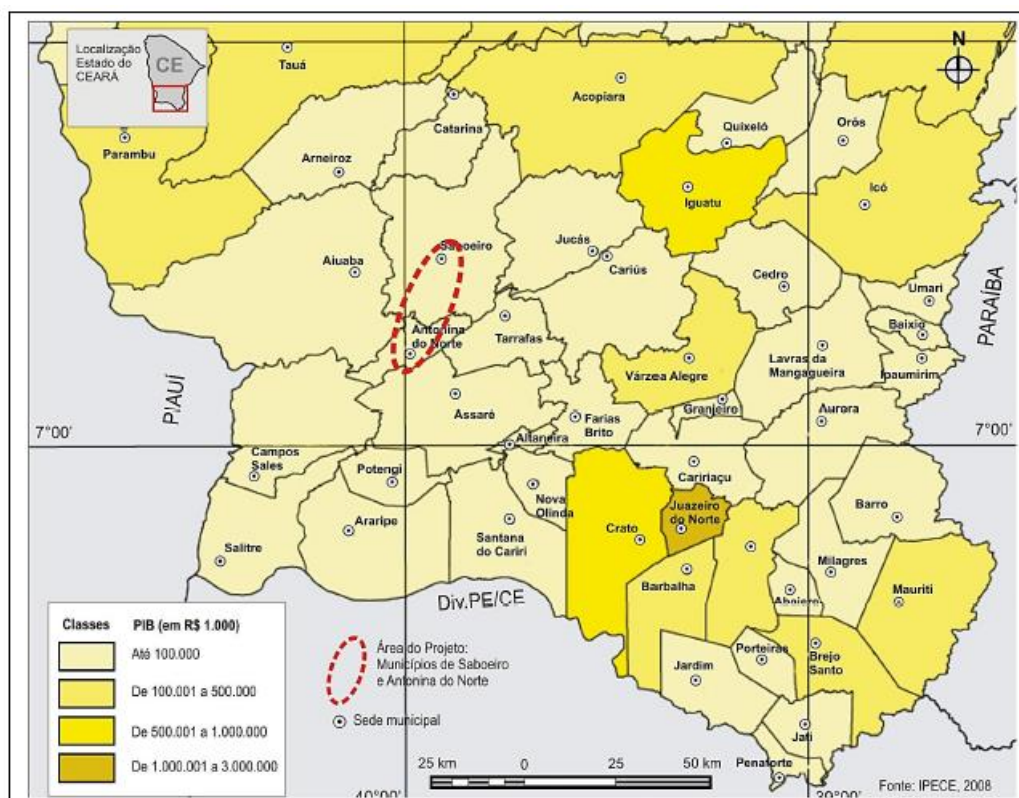 Localização
Estado do
CEARÁ
CE
N
Tauá
Acopiara
Catarina
Quixeló
Orós
Parambu
Arneiroz
Iguatu
Icó
Saboeiro
Jucás
Aiuaba
Cariús
Cedro
Umari
PARAÍBA
Antonina
do Norte
Tarrafas
Baixio
Várzea Alegre
Lavras da
Mangagueira
Ipaumirim
PIAUÍ
Assaré
Farias
Brito
Granjeiro
Aurora
7°00'
Altaneira
7°00'
Campos
Sales
Potengi
Caririaçu
Nova
Olinda
Juazeiro
do Norte
Barro
Araripe
Santana
do Cariri
Crato
Salitre
Milagres
Barbalha
Mauriti
Div.PE/CE
Classes PIB (em R$ 1.000)
Até 100.000
De 100.001 a 500.000
De 500.001 a 1.000.000
De 1.000.001 a 3.000.000
Área do Projeto:
Municípios de Saboeiro
e Antonina do Norte
Sede municipal
Porteiras
Brejo
Santo
Jardim
Jati
Penaforte
25 km 0 25 50 km
Fonte: IPECE, 2008
40°00'
39°00'